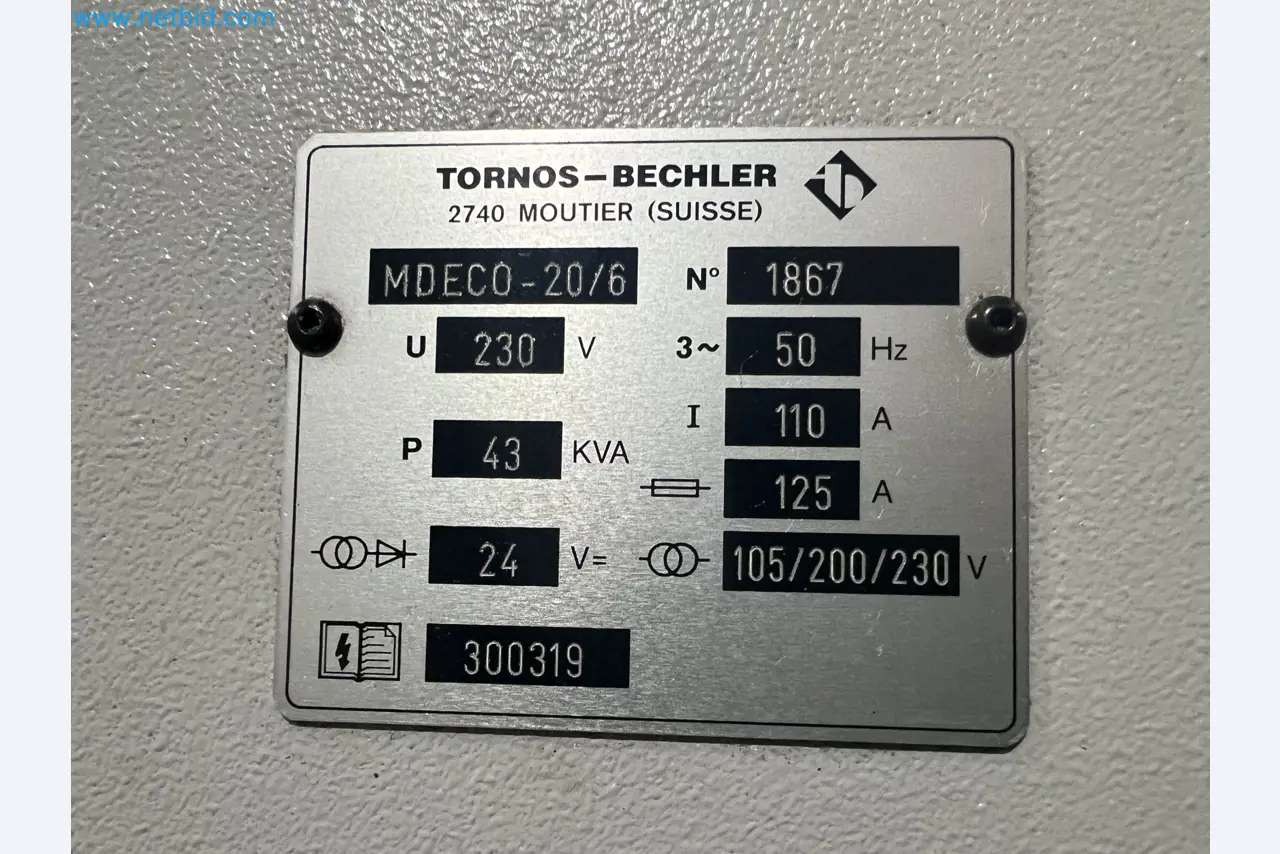 www.netbid.com
TORNOS–BECHLER
2740 MOUTIER (SUISSE)
MDECO-20/6 Nº 1867
U 230 V 3~ 50 Hz
I 110 A
P 43 KVA
125 A
24 V= 105/200/230 V
300319